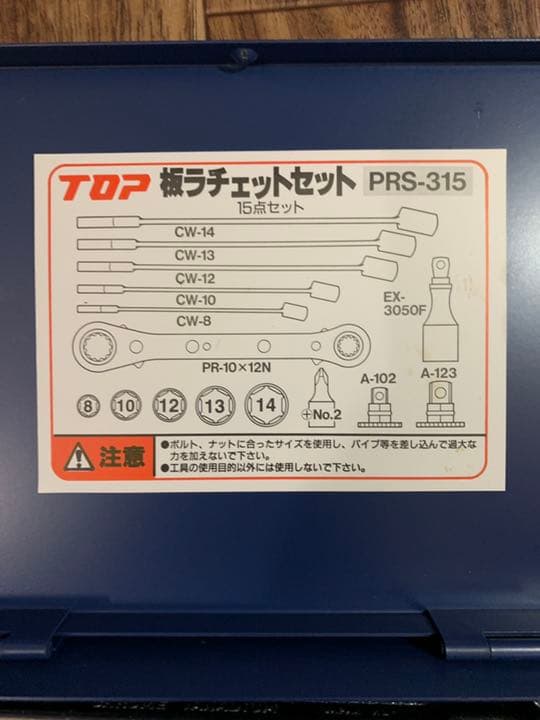 TOP 板ラチェットセット PRS-315
15点セット
CW-14
CW-13
CW-12
CW-10
CW-8
EX-
3050F
PR-10×12N
8 10 12 13 14 No.2 A-102 A-123
注意
●ボルト、ナットに合ったサイズを使用し、パイプ等を差し込んで過大な
力を加えないで下さい。
●工具の使用目的以外には使用しないで下さい。